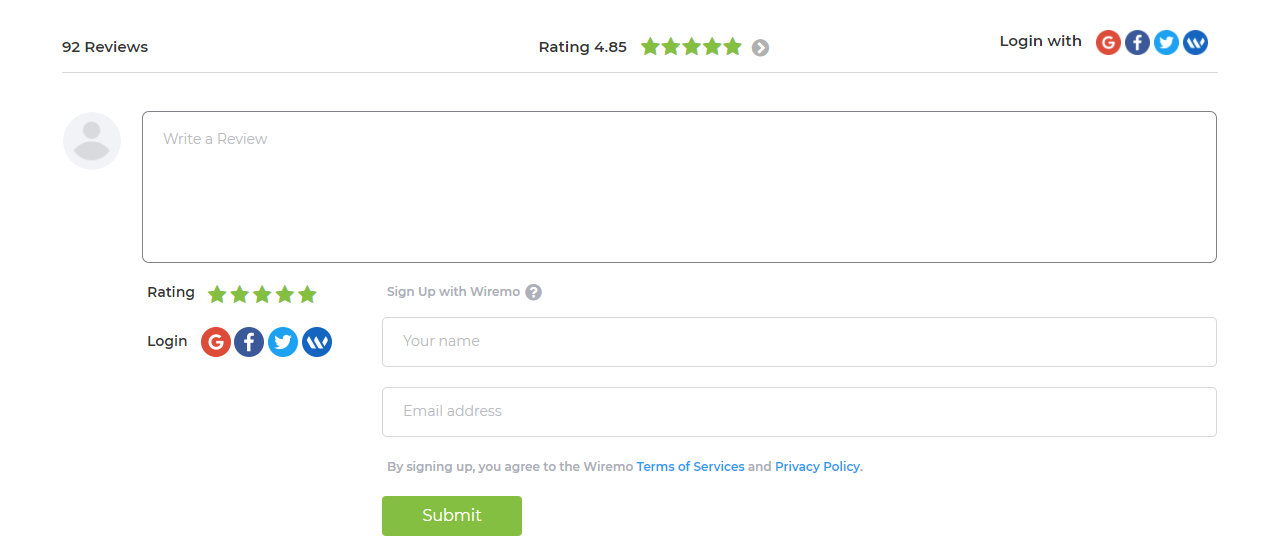 92 Reviews
Rating 4.85
Login with
Write a Review
Rating
Sign Up with Wiremo ?
Login
Your name
Email address
By signing up, you agree to the Wiremo Terms of Services and Privacy Policy.
Submit